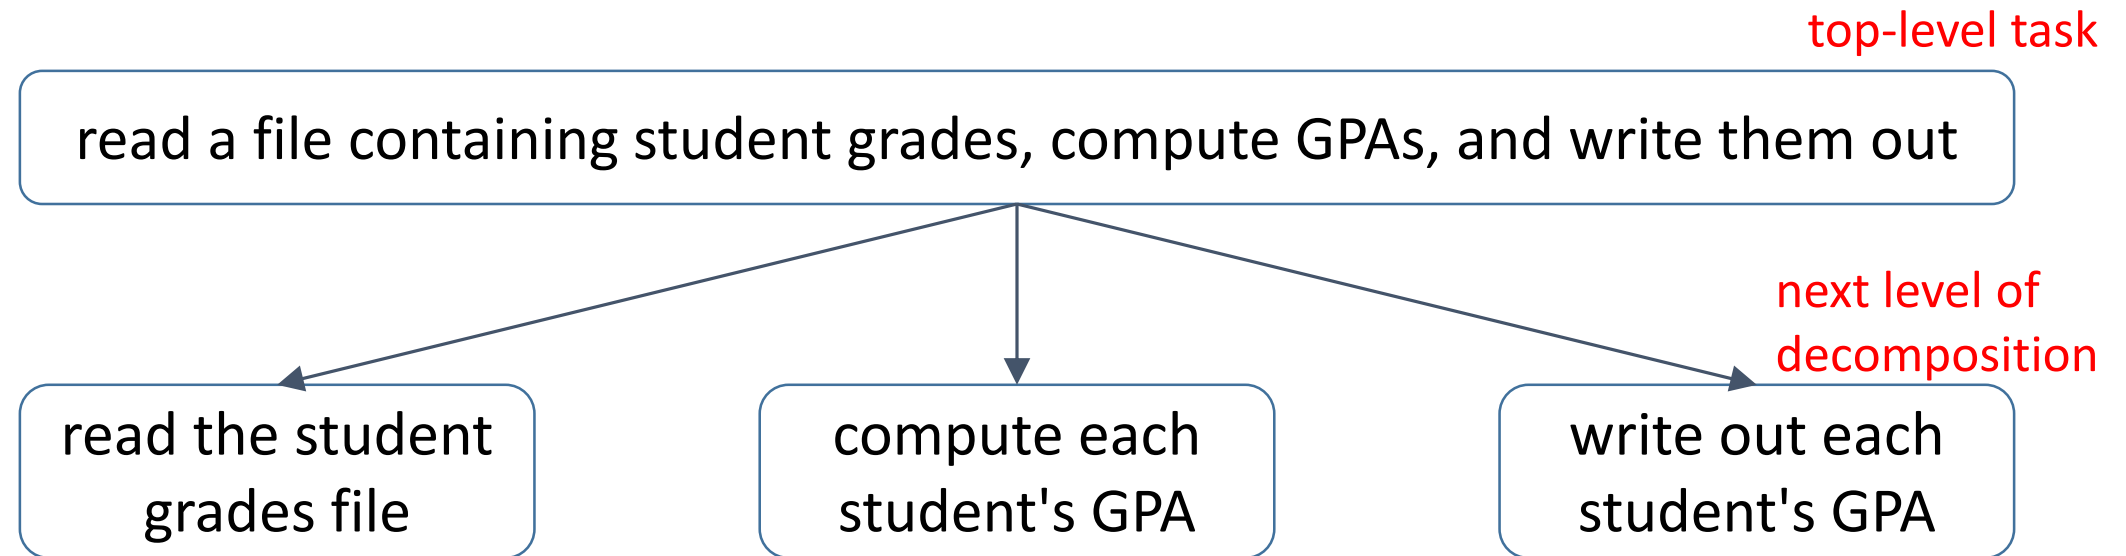 top-level task
read a file containing student grades, compute GPAs, and write them out
next level of
decomposition
read the student
grades file
compute each
student's GPA
write out each
student's GPA